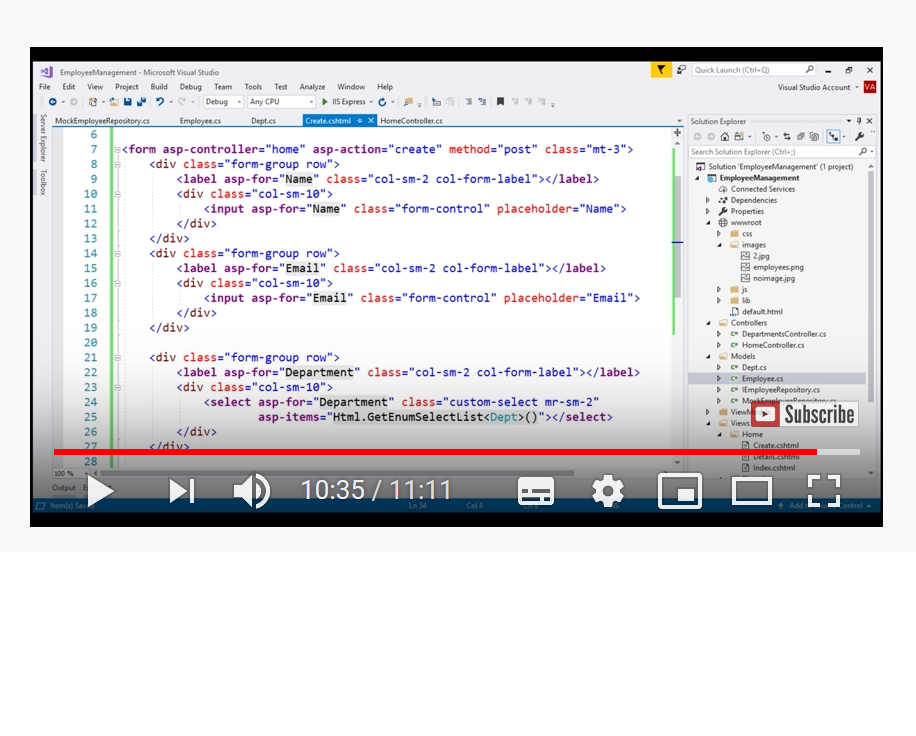 EmployeeManagement - Microsoft Visual Studio
Quick Launch (Ctrl+Q)
File Edit View Project Build Debug Team Tools Test Analyze Window Help
Visual Studio Account VA
Debug Any CPU IIS Express
Server Explorer
Toolbox
MockEmployeeRepository.cs Employee.cs Dept.cs Create.cshtml HomeController.cs
6
7 <form asp-controller="home" asp-action="create" method="post" class="mt-3">
8 <div class="form-group row">
9 <label asp-for="Name" class="col-sm-2 col-form-label"></label>
10 <div class="col-sm-10">
11 <input asp-for="Name" class="form-control" placeholder="Name">
12 </div>
13 </div>
14 <div class="form-group row">
15 <label asp-for="Email" class="col-sm-2 col-form-label"></label>
16 <div class="col-sm-10">
17 <input asp-for="Email" class="form-control" placeholder="Email">
18 </div>
19 </div>
20
21 <div class="form-group row">
22 <label asp-for="Department" class="col-sm-2 col-form-label"></label>
23 <div class="col-sm-10">
24 <select asp-for="Department" class="custom-select mr-sm-2"
25 asp-items="Html.GetEnumSelectList<Dept>()"></select>
26 </div>
27 </div>
28
100 %
Output
Solution Explorer
Search Solution Explorer (Ctrl+;)
Solution 'EmployeeManagement' (1 project)
EmployeeManagement
Connected Services
Dependencies
Properties
wwwroot
css
images
2.jpg
employees.png
noimage.jpg
js
lib
default.html
Controllers
C# DepartmentsController.cs
C# HomeController.cs
Models
C# Dept.cs
C# Employee.cs
C# IEmployeeRepository.cs
C# MockEmployeeRepository.cs
Views
Home
Create.cshtml
Details.cshtml
Index.cshtml
Subscribe
10:35 / 11:11
Ln 34 Col 8